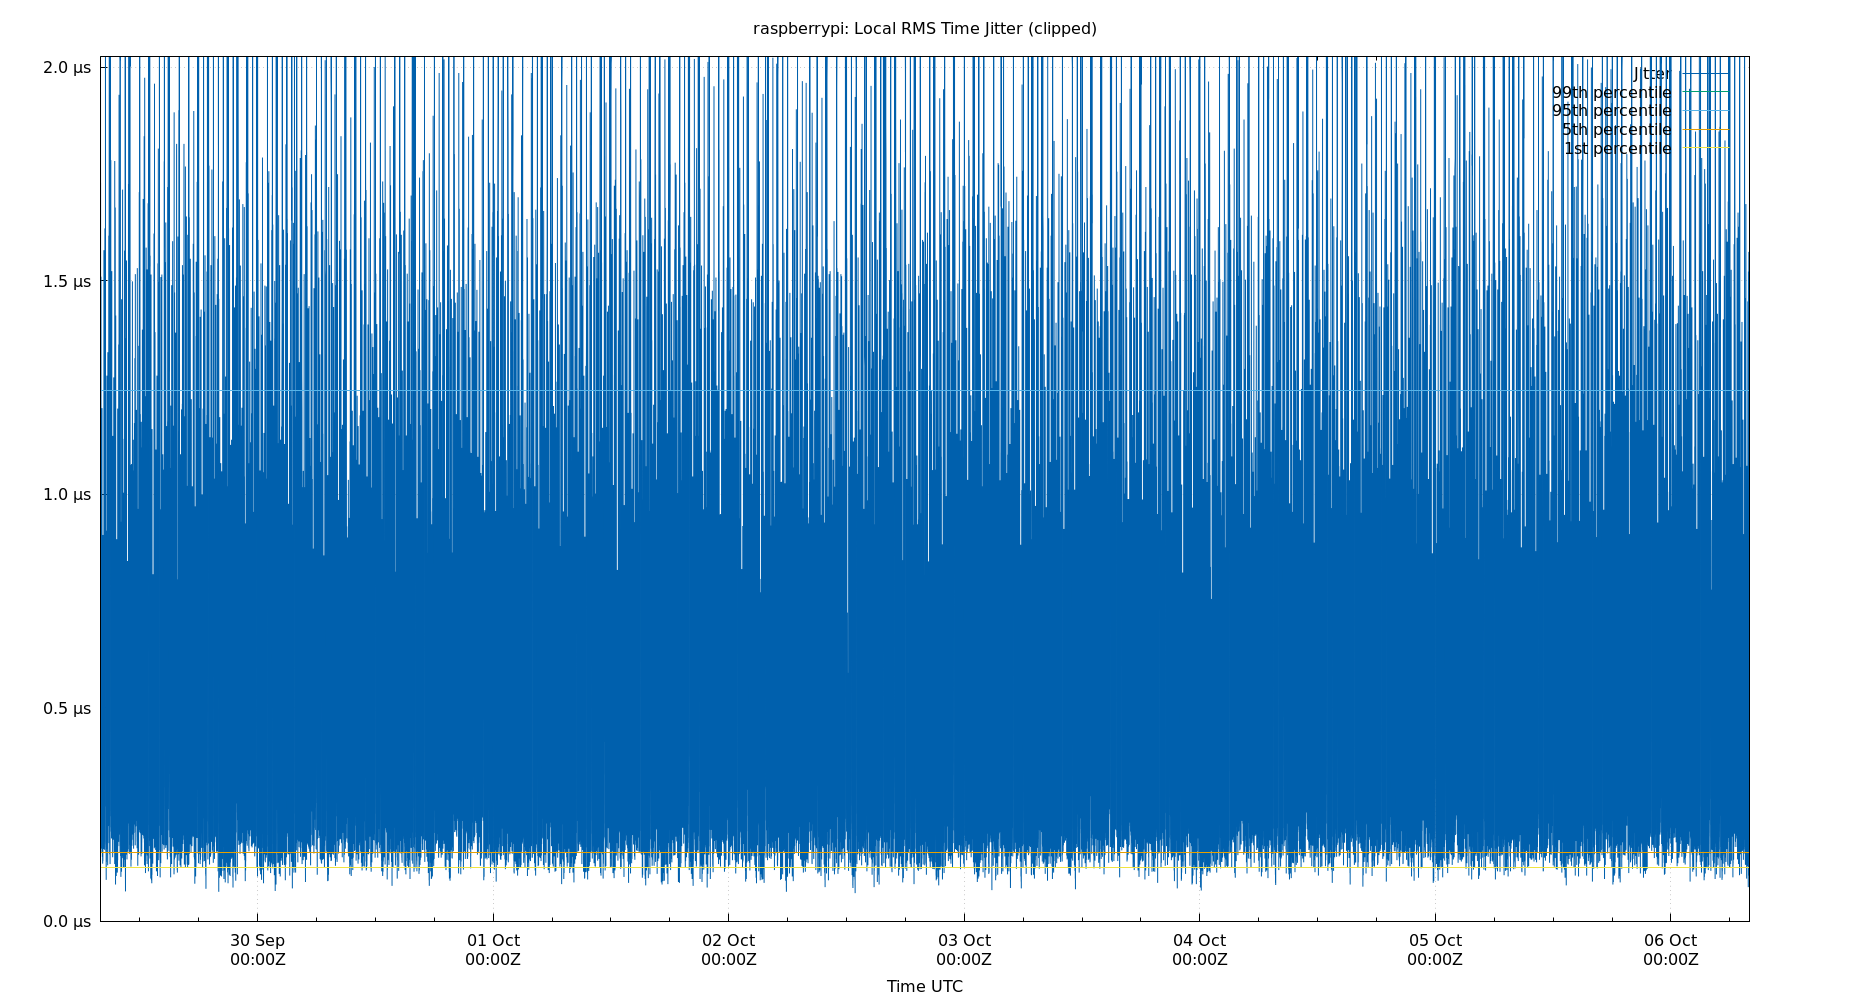 raspberrypi: Local RMS Time Jitter (clipped)
2.0 µs
1.5 µs
1.0 µs
0.5 µs
0.0 µs
Jitter
99th percentile
95th percentile
5th percentile
1st percentile
30 Sep 01 Oct 02 Oct 03 Oct 04 Oct 05 Oct 06 Oct
00:00Z 00:00Z 00:00Z 00:00Z 00:00Z 00:00Z 00:00Z
Time UTC